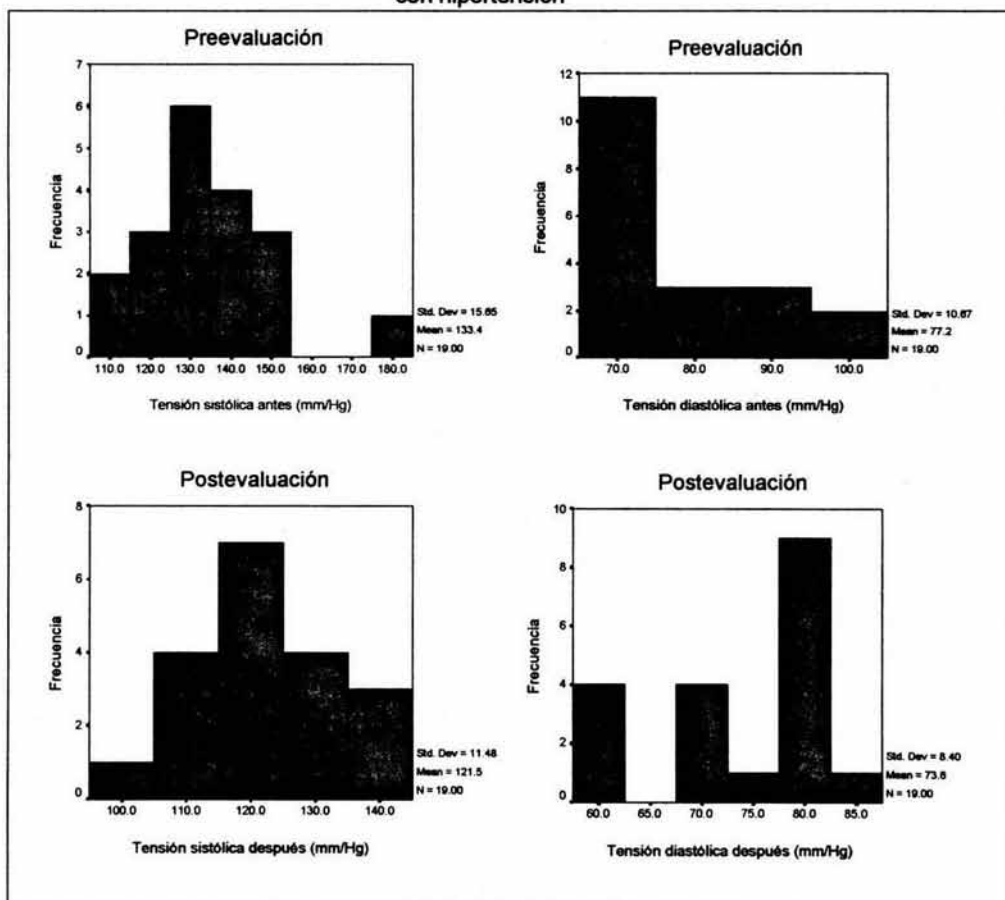 con hipertensión
Preevaluación
Frecuencia
7
6
5
4
3
2
1
0
110.0 120.0 130.0 140.0 150.0 160.0 170.0 180.0
Tensión sistólica antes (mm/Hg)
Std. Dev = 15.65
Mean = 133.4
N = 19.00
Preevaluación
Frecuencia
12
10
8
6
4
2
0
70.0 80.0 90.0 100.0
Tensión diastólica antes (mm/Hg)
Std. Dev = 10.67
Mean = 77.2
N = 19.00
Postevaluación
Frecuencia
8
6
4
2
0
100.0 110.0 120.0 130.0 140.0
Tensión sistólica después (mm/Hg)
Std. Dev = 11.48
Mean = 121.5
N = 19.00
Postevaluación
Frecuencia
10
8
6
4
2
0
60.0 65.0 70.0 75.0 80.0 85.0
Tensión diastólica después (mm/Hg)
Std. Dev = 8.40
Mean = 73.6
N = 19.00